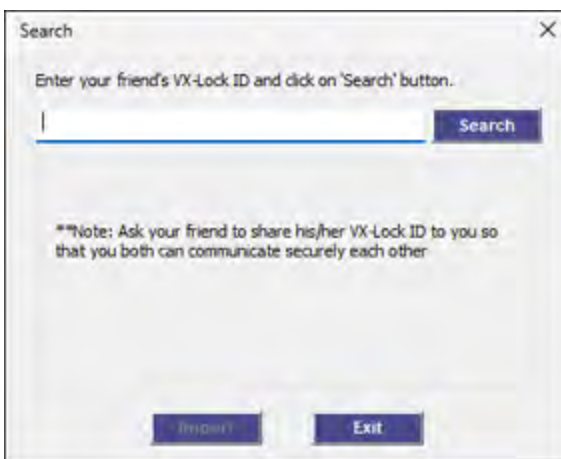 Search
Enter your friend's VX-Lock ID and click on 'Search' button.
Search
**Note: Ask your friend to share his/her VX-Lock ID to you so
that you both can communicate securely each other
Import
Exit